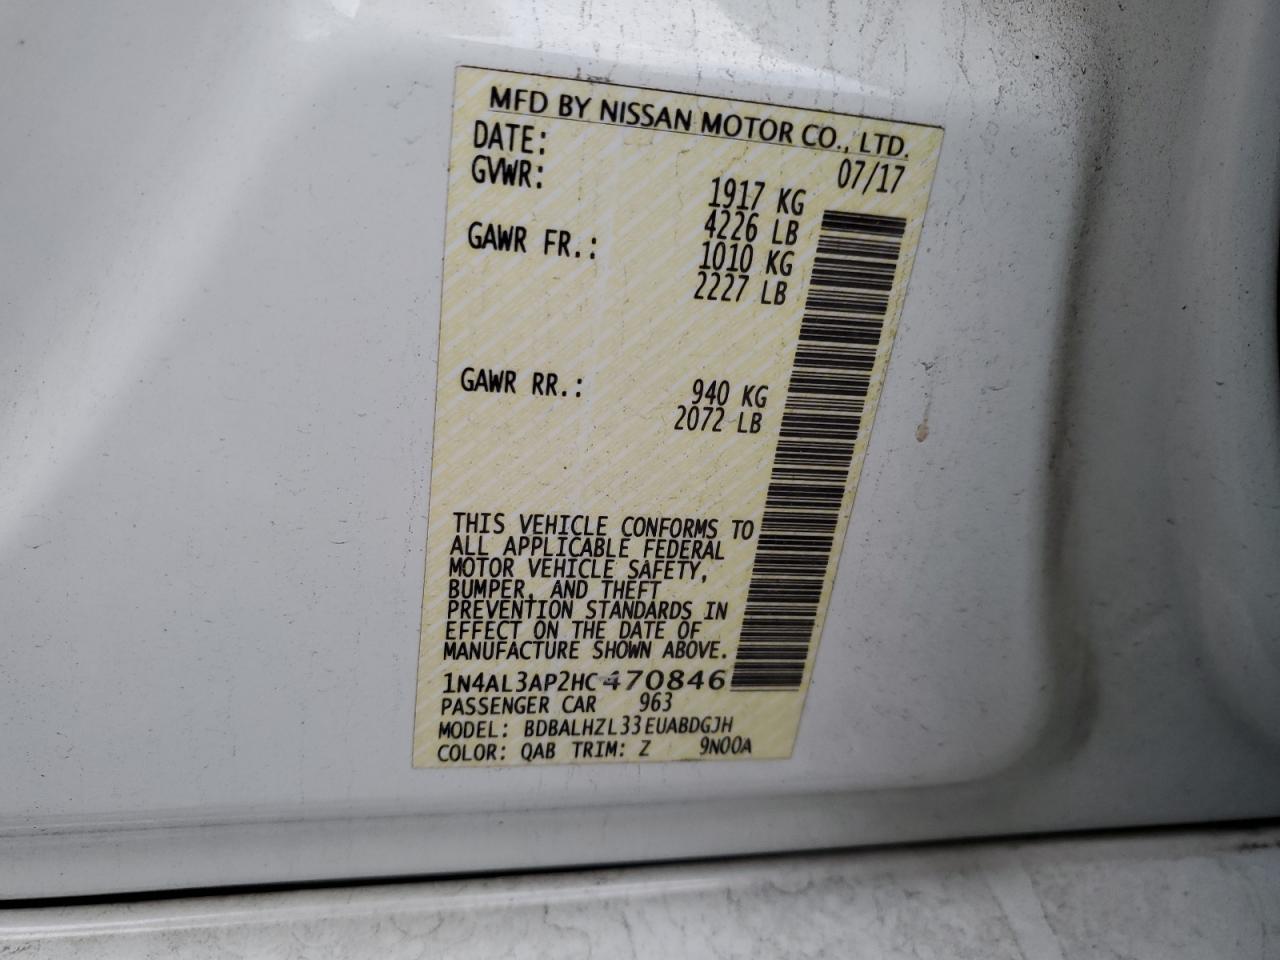 MFD BY NISSAN MOTOR CO., LTD.
DATE: 07/17
GVWR: 1917 KG
4226 LB
GAWR FR.: 1010 KG
2227 LB
GAWR RR.: 940 KG
2072 LB
THIS VEHICLE CONFORMS TO
ALL APPLICABLE FEDERAL
MOTOR VEHICLE SAFETY,
BUMPER, AND THEFT
PREVENTION STANDARDS IN
EFFECT ON THE DATE OF
MANUFACTURE SHOWN ABOVE.
1N4AL3AP2HC470846
PASSENGER CAR 963
MODEL: BDBALHZL33EUABDGJH
COLOR: QAB TRIM: Z 9N00A